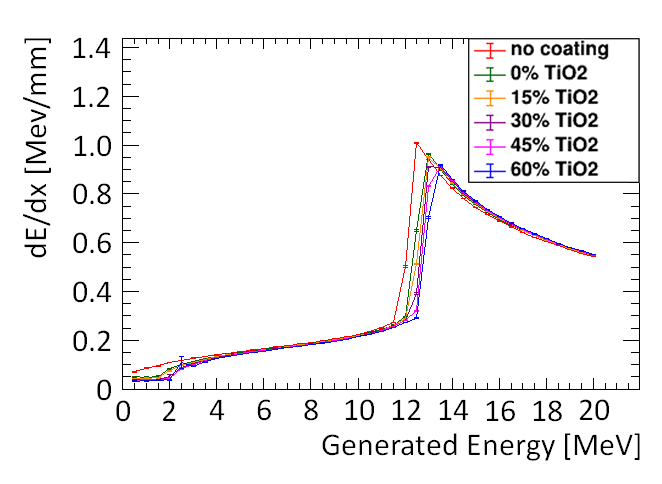 dE/dx [Mev/mm]
1.4
1.2
1.0
0.8
0.6
0.4
0.2
0
0 2 4 6 8 10 12 14 16 18 20
Generated Energy [MeV]
no coating
0% TiO2
15% TiO2
30% TiO2
45% TiO2
60% TiO2